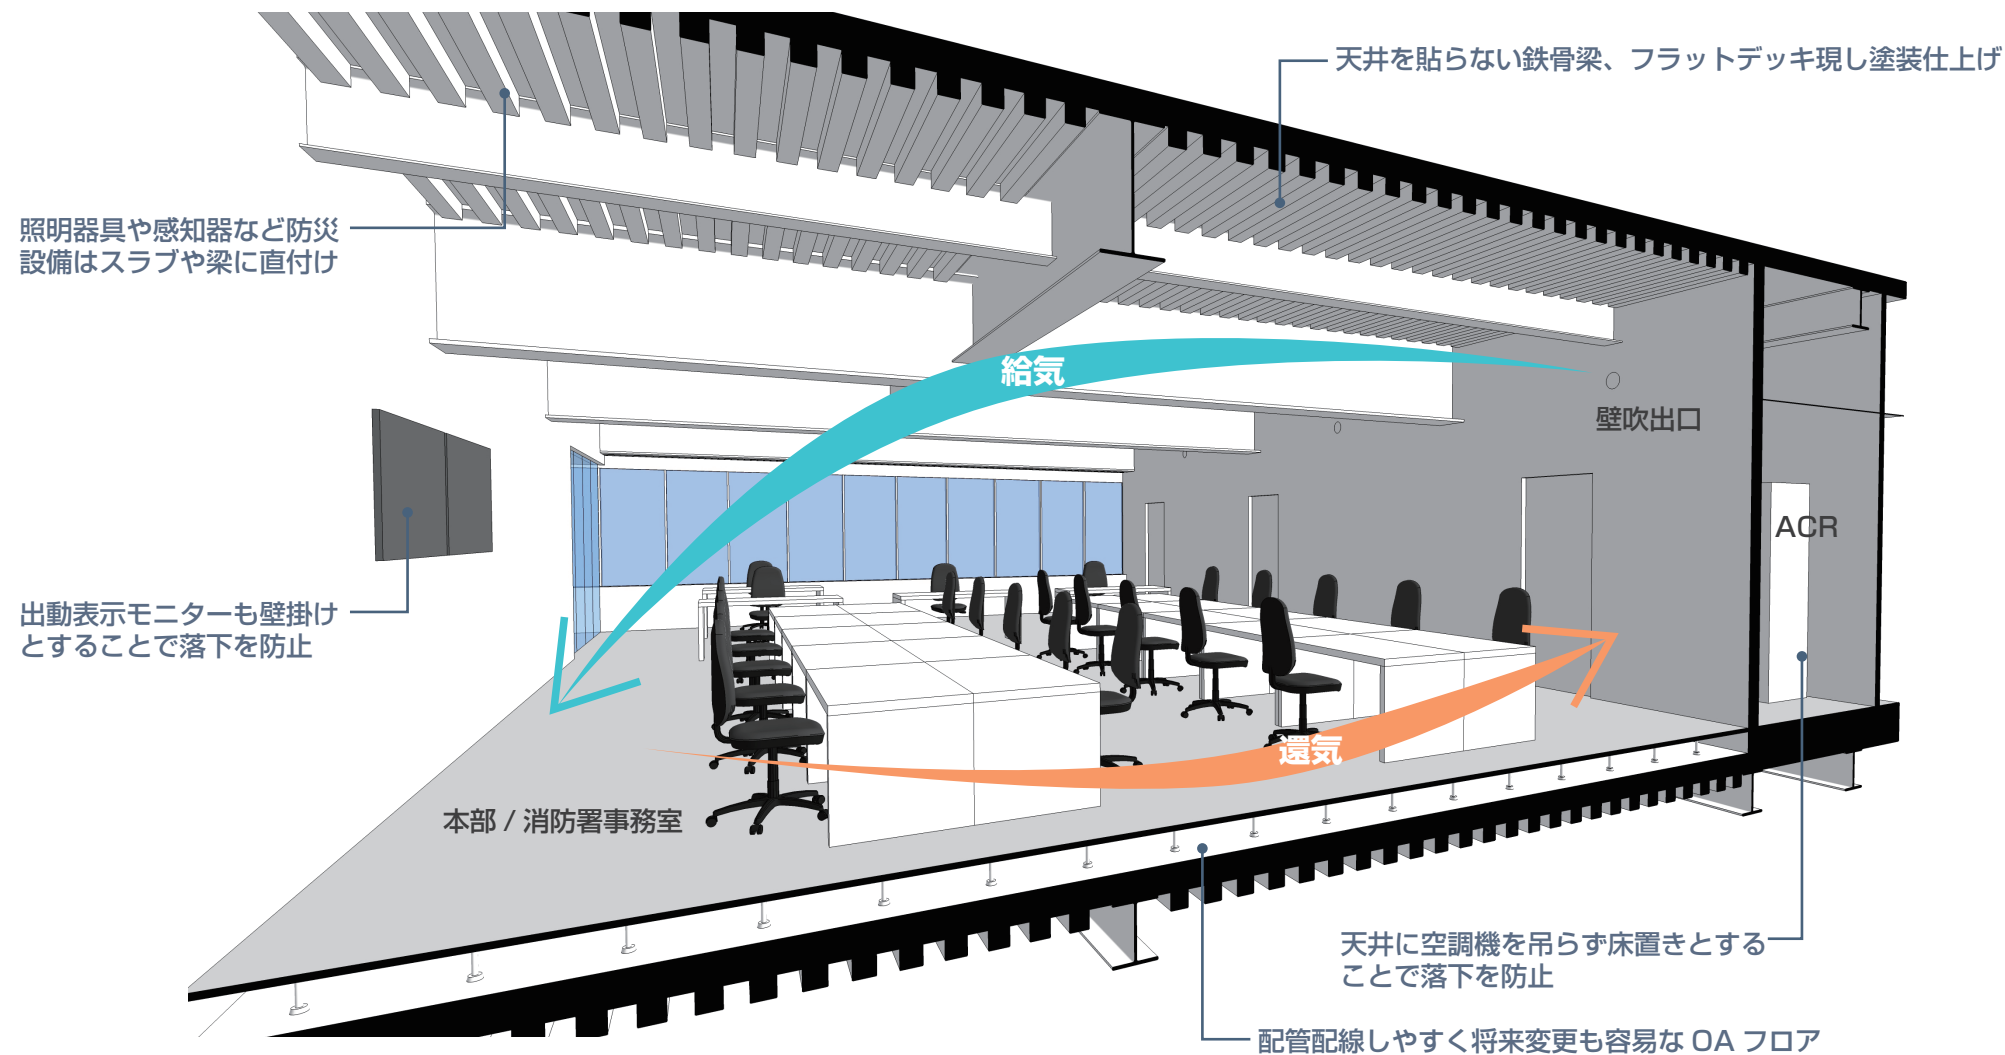 天井を貼らない鉄骨梁、フラットデッキ現し塗装仕上げ
照明器具や感知器など防災
設備はスラブや梁に直付け
給気
壁吹出口
ACR
出動表示モニターも壁掛け
とすることで落下を防止
還気
本部 / 消防署事務室
天井に空調機を吊らず床置きとする
ことで落下を防止
配管配線しやすく将来変更も容易な OA フロア